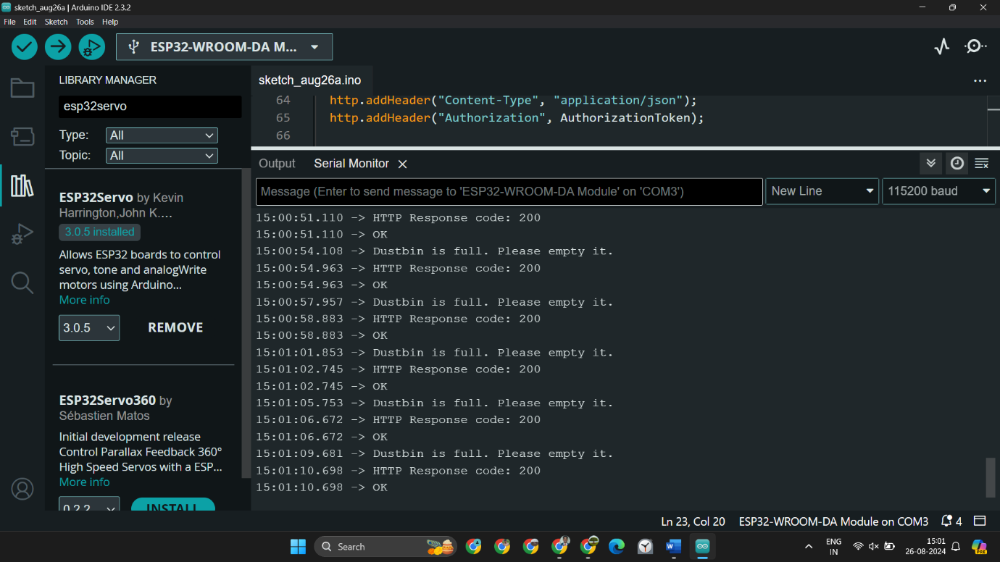 sketch_aug26a | Arduino IDE 2.3.2
File Edit Sketch Tools Help
ESP32-WROOM-DA M...
LIBRARY MANAGER
esp32servo
Type: All
Topic: All
ESP32Servo by Kevin
Harrington,John K....
3.0.5 installed
Allows ESP32 boards to control
servo, tone and analogWrite
motors using Arduino...
More info
3.0.5 REMOVE
ESP32Servo360 by
Sébastien Matos
Initial development release
Control Parallax Feedback 360°
High Speed Servos with a ESP...
More info
0.2.2 INSTALL
sketch_aug26a.ino
64 http.addHeader("Content-Type", "application/json");
65 http.addHeader("Authorization", AuthorizationToken);
66
Output Serial Monitor
Message (Enter to send message to 'ESP32-WROOM-DA Module' on 'COM3') New Line 115200 baud
15:00:51.110 -> HTTP Response code: 200
15:00:51.110 -> OK
15:00:54.108 -> Dustbin is full. Please empty it.
15:00:54.963 -> HTTP Response code: 200
15:00:54.963 -> OK
15:00:57.957 -> Dustbin is full. Please empty it.
15:00:58.883 -> HTTP Response code: 200
15:00:58.883 -> OK
15:01:01.853 -> Dustbin is full. Please empty it.
15:01:02.745 -> HTTP Response code: 200
15:01:02.745 -> OK
15:01:05.753 -> Dustbin is full. Please empty it.
15:01:06.672 -> HTTP Response code: 200
15:01:06.672 -> OK
15:01:09.681 -> Dustbin is full. Please empty it.
15:01:10.698 -> HTTP Response code: 200
15:01:10.698 -> OK
Ln 23, Col 20 ESP32-WROOM-DA Module on COM3 4
Search
ENG
IN
15:01
26-08-2024
PRE